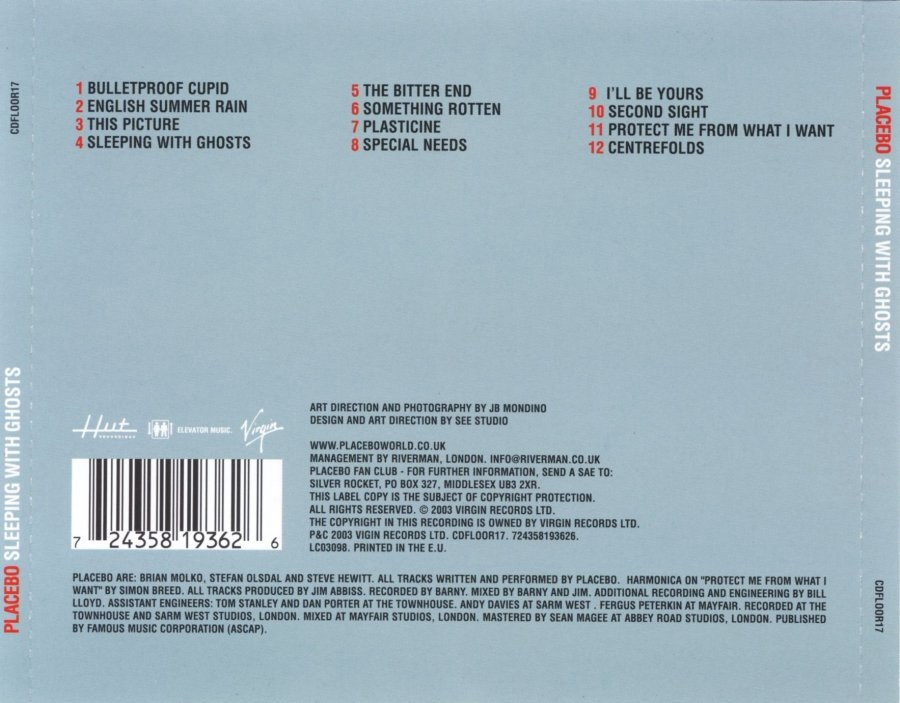 CDFLOOR17
1 BULLETPROOF CUPID
2 ENGLISH SUMMER RAIN
3 THIS PICTURE
4 SLEEPING WITH GHOSTS
5 THE BITTER END
6 SOMETHING ROTTEN
7 PLASTICINE
8 SPECIAL NEEDS
9 I'LL BE YOURS
10 SECOND SIGHT
11 PROTECT ME FROM WHAT I WANT
12 CENTREFOLDS
PLACEBO SLEEPING WITH GHOSTS
PLACEBO SLEEPING WITH GHOSTS
Hut
RECORDINGS
ELEVATOR MUSIC.
Virgin
7 24358 19362 6
ART DIRECTION AND PHOTOGRAPHY BY JB MONDINO
DESIGN AND ART DIRECTION BY SEE STUDIO
WWW.PLACEBOWORLD.CO.UK
MANAGEMENT BY RIVERMAN, LONDON. INFO@RIVERMAN.CO.UK
PLACEBO FAN CLUB - FOR FURTHER INFORMATION, SEND A SAE TO:
SILVER ROCKET, PO BOX 327, MIDDLESEX UB3 2XR.
THIS LABEL COPY IS THE SUBJECT OF COPYRIGHT PROTECTION.
ALL RIGHTS RESERVED. © 2003 VIRGIN RECORDS LTD.
THE COPYRIGHT IN THIS RECORDING IS OWNED BY VIRGIN RECORDS LTD.
P&C 2003 VIRGIN RECORDS LTD. CDFLOOR17. 724358193626.
LC03098. PRINTED IN THE E.U.
PLACEBO ARE: BRIAN MOLKO, STEFAN OLSDAL AND STEVE HEWITT. ALL TRACKS WRITTEN AND PERFORMED BY PLACEBO. HARMONICA ON "PROTECT ME FROM WHAT I
WANT" BY SIMON BREED. ALL TRACKS PRODUCED BY JIM ABBISS. RECORDED BY BARNY. MIXED BY BARNY AND JIM. ADDITIONAL RECORDING AND ENGINEERING BY BILL
LLOYD. ASSISTANT ENGINEERS: TOM STANLEY AND DAN PORTER AT THE TOWNHOUSE. ANDY DAVIES AT SARM WEST . FERGUS PETERKIN AT MAYFAIR. RECORDED AT THE
TOWNHOUSE AND SARM WEST STUDIOS, LONDON. MIXED AT MAYFAIR STUDIOS, LONDON. MASTERED BY SEAN MAGEE AT ABBEY ROAD STUDIOS, LONDON. PUBLISHED
BY FAMOUS MUSIC CORPORATION (ASCAP).
CDFLOOR17